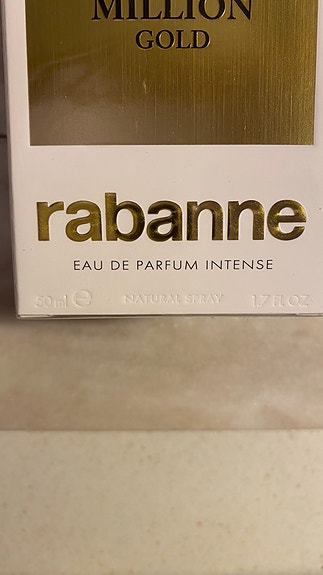 MILLION
GOLD
rabanne
EAU DE PARFUM INTENSE
50 ml ℮ NATURAL SPRAY 1.7 FL OZ